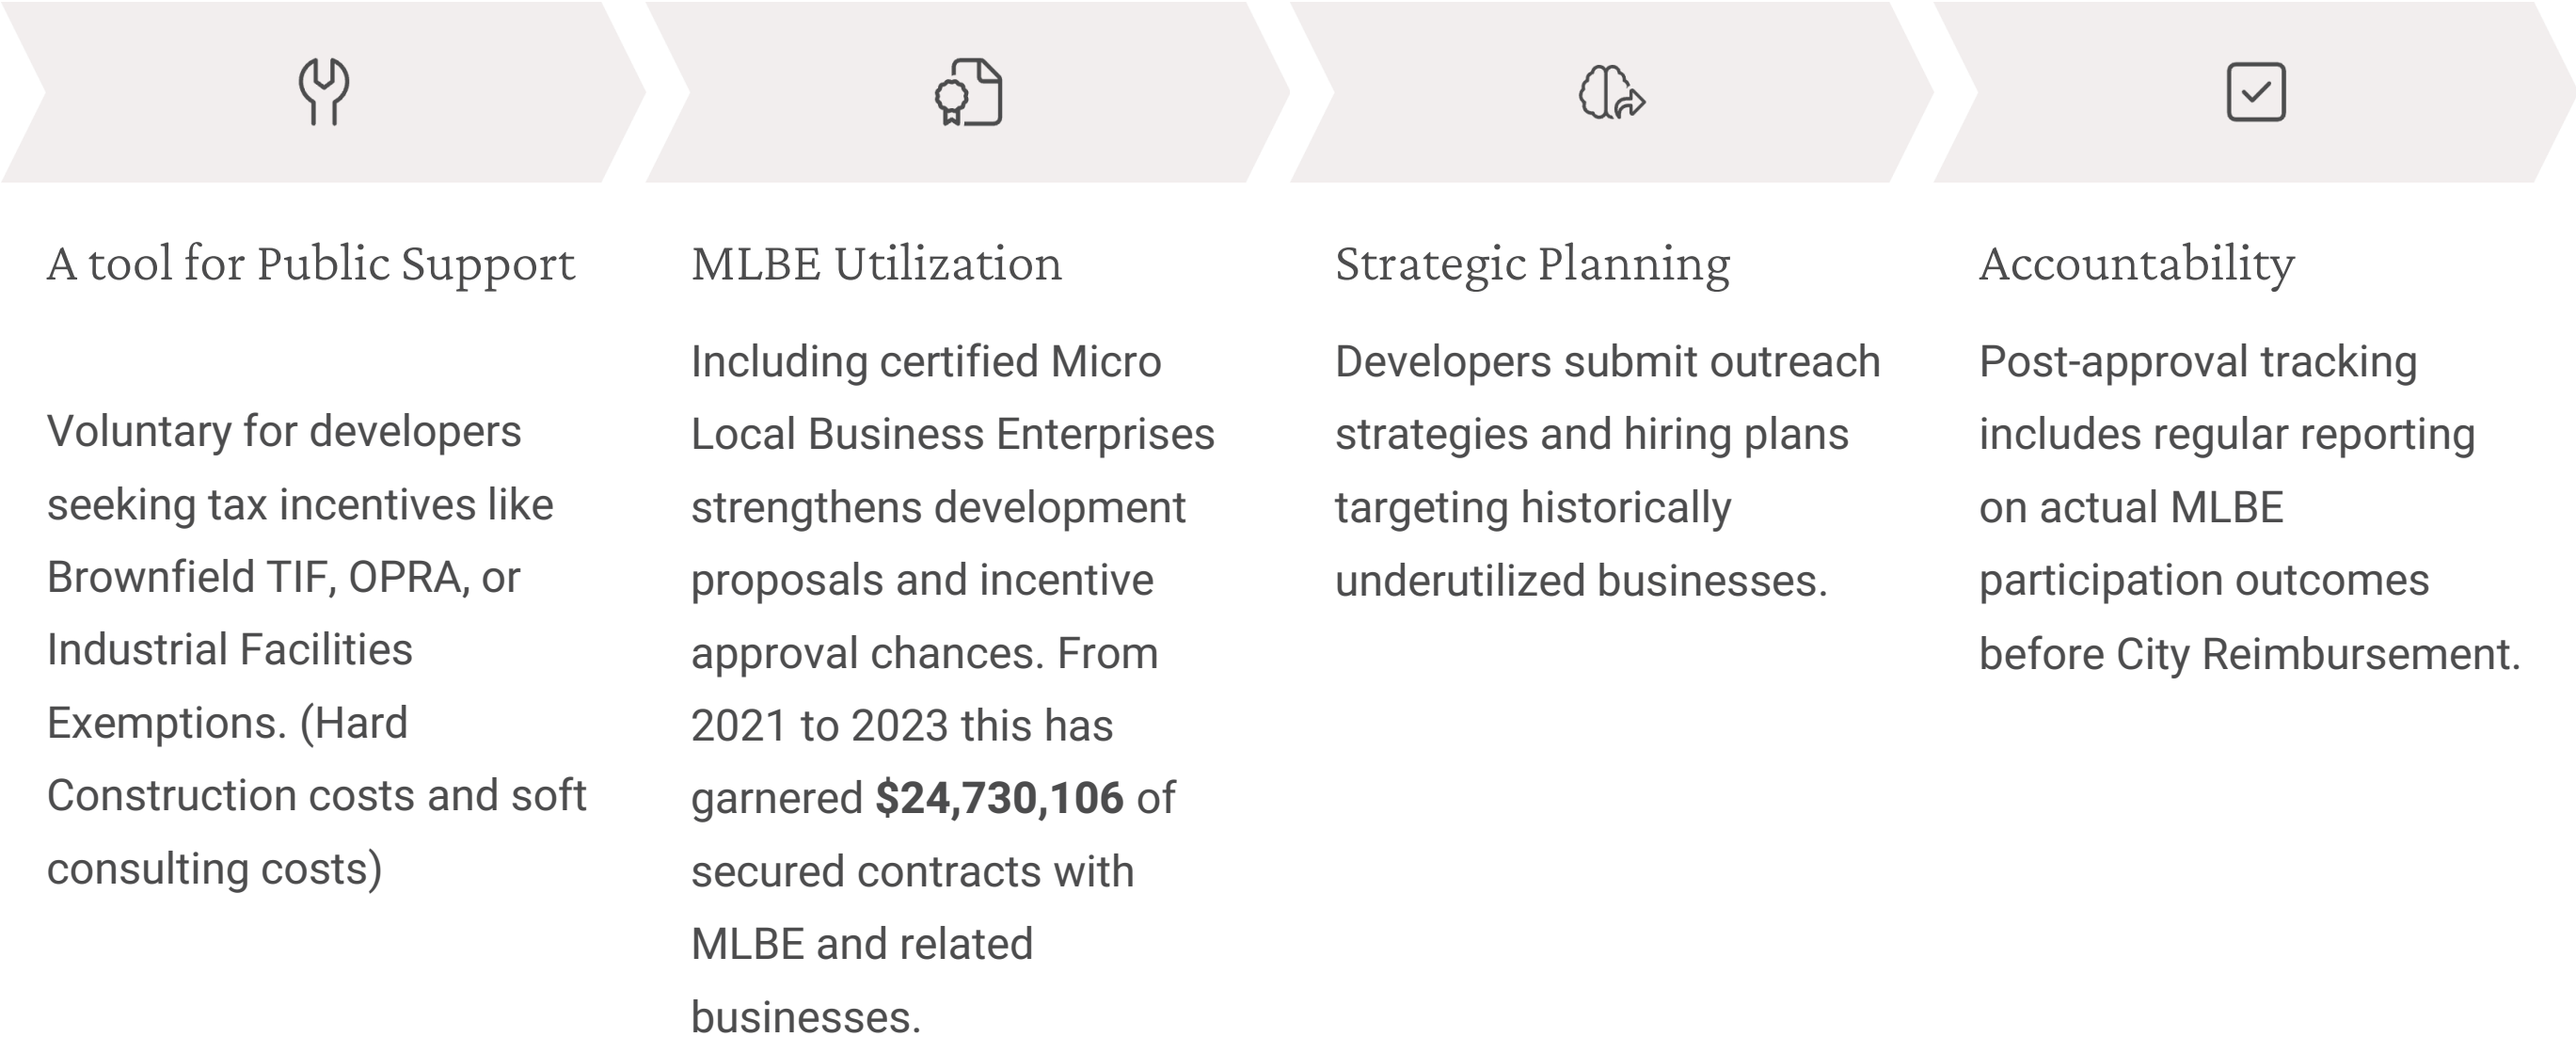 A tool for Public Support
Voluntary for developers
seeking tax incentives like
Brownfield TIF, OPRA, or
Industrial Facilities
Exemptions. (Hard
Construction costs and soft
consulting costs)
MLBE Utilization
Including certified Micro
Local Business Enterprises
strengthens development
proposals and incentive
approval chances. From
2021 to 2023 this has
garnered $24,730,106 of
secured contracts with
MLBE and related
businesses.
Strategic Planning
Developers submit outreach
strategies and hiring plans
targeting historically
underutilized businesses.
Accountability
Post-approval tracking
includes regular reporting
on actual MLBE
participation outcomes
before City Reimbursement.